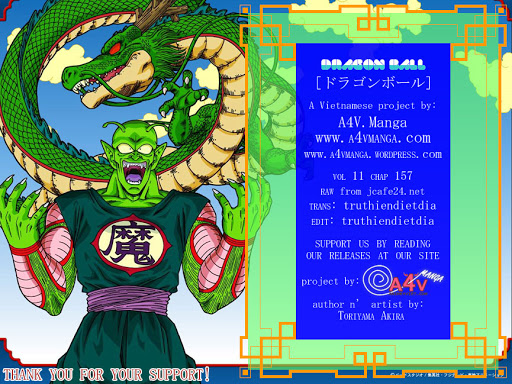 魔
DRAGON BALL
[ドラゴンボール]
A Vietnamese project by:
A4V.Manga
www.A4VMANGA.com
www.A4VMANGA.WORDPRESS.com
VOL 11 CHAP 157
RAW from jcafe24.net
TRANS: truthiendietdia
EDIT: truthiendietdia
SUPPORT US BY READING
OUR RELEASES AT OUR SITE
project by: A4V MANGA
author n' artist by:
TORIYAMA AKIRA
THANK YOU FOR YOUR SUPPORT!